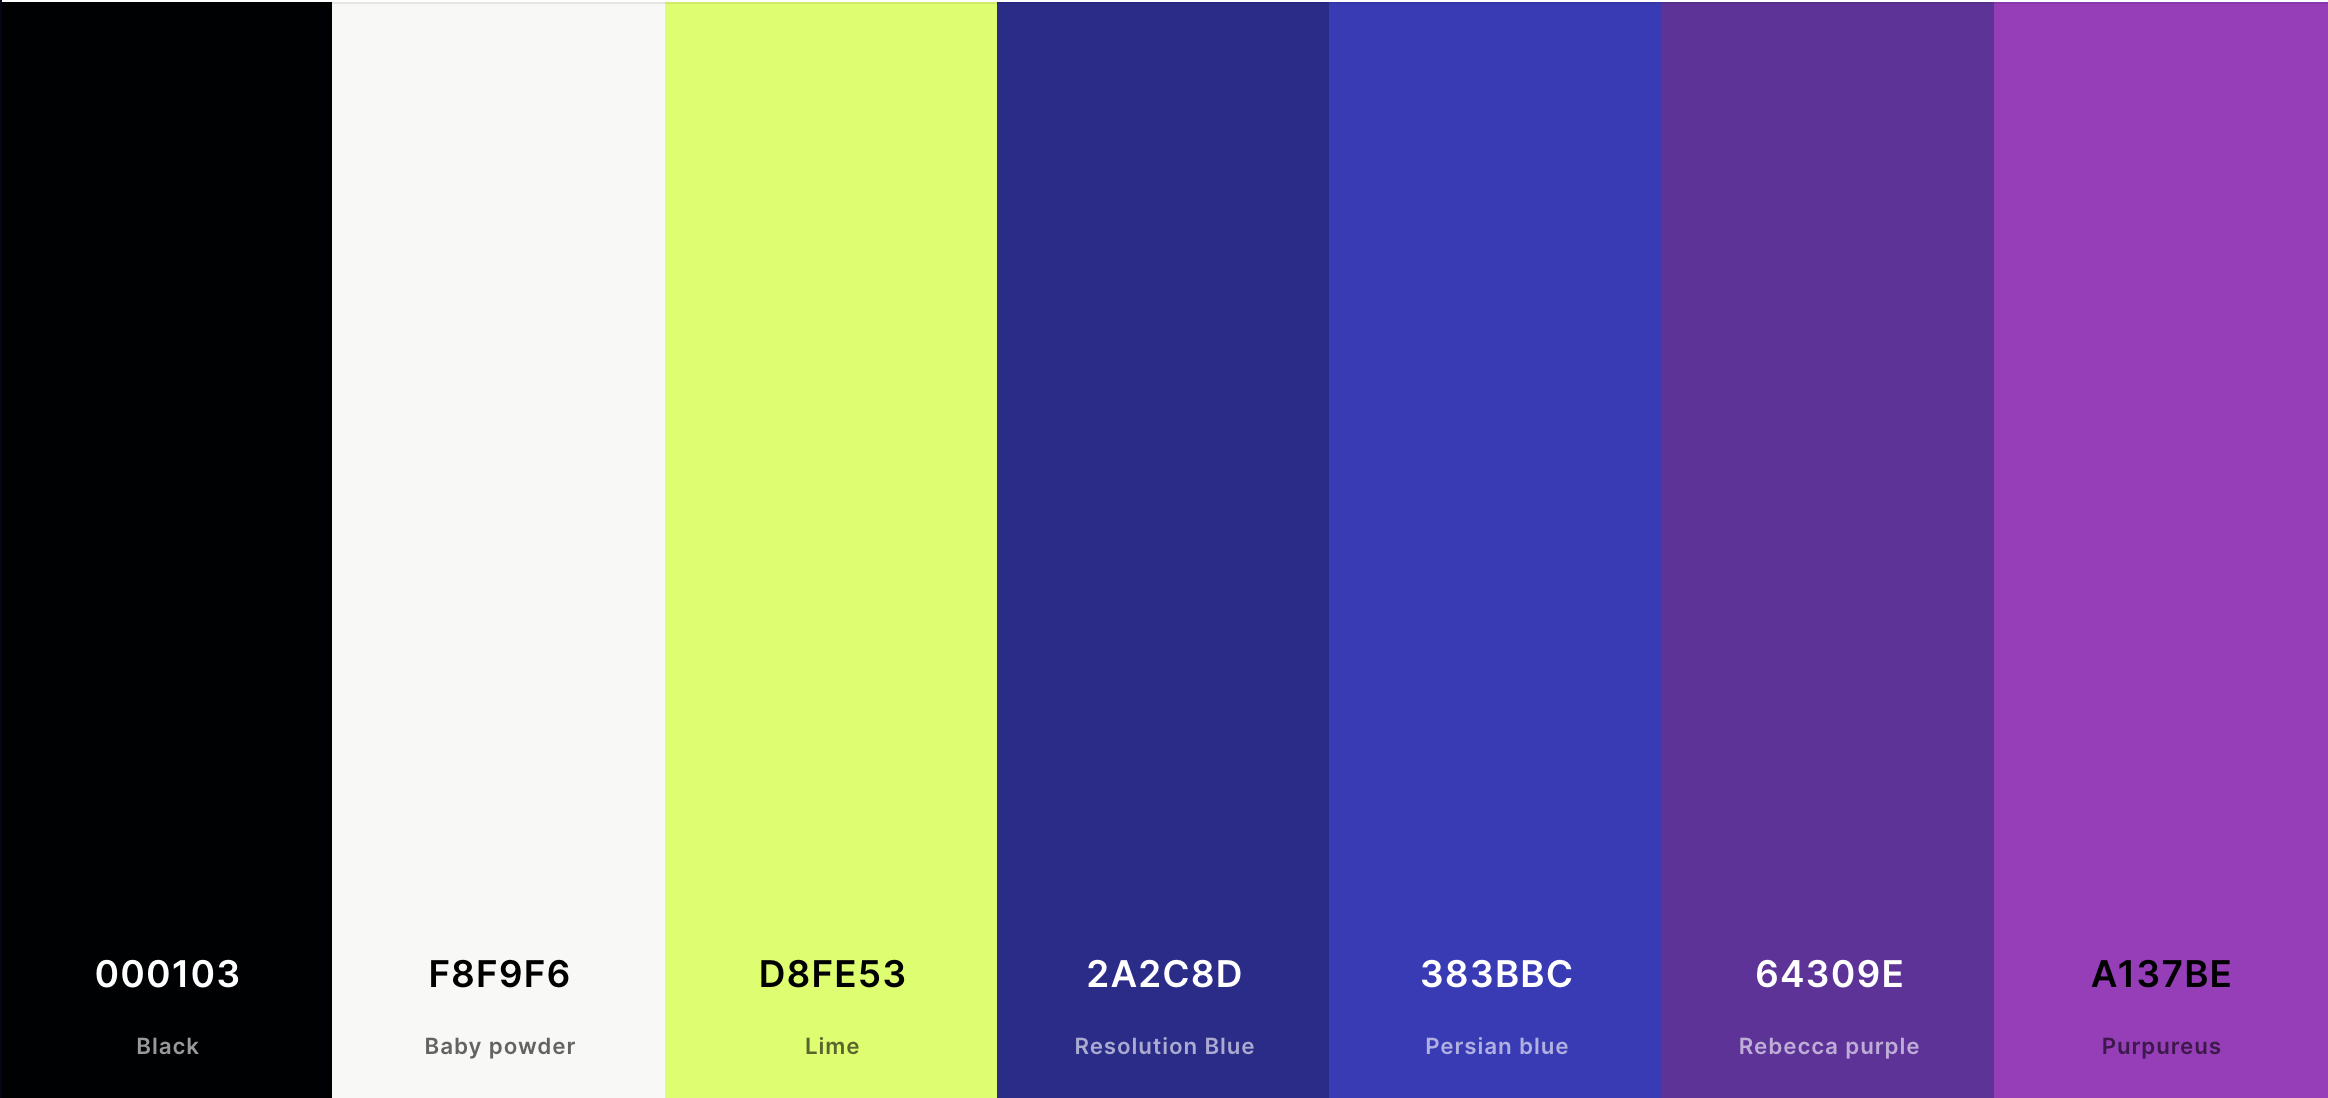 000103
Black
F8F9F6
Baby powder
D8FE53
Lime
2A2C8D
Resolution Blue
383BBC
Persian blue
64309E
Rebecca purple
A137BE
Purpureus